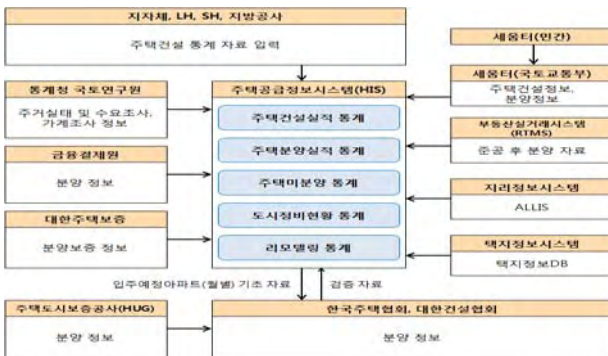 지자체, LH, SH, 지방공사
주택건설 통계 자료 입력
통계청 국토연구원
주거실태 및 수요조사,
가계조사 정보
금융결재원
분양 정보
대한주택보증
분양보증 정보
주택도시보증공사(HUG)
분양 정보
주택공급정보시스템(HIS)
주택건설실적 통계
주택분양실적 통계
주택미분양 통계
도시정비현황 통계
리모델링 통계
입주예정아파트(월별) 기초 자료
검증 자료
한국주택협회, 대한건설협회
분양 정보
세움터(민간)
세움터(국토교통부)
주택건설정보,
분양정보
부동산실거래시스템
(RTMS)
준공 후 분양 자료
지리정보시스템
ALLIS
택지정보시스템
택지정보DB